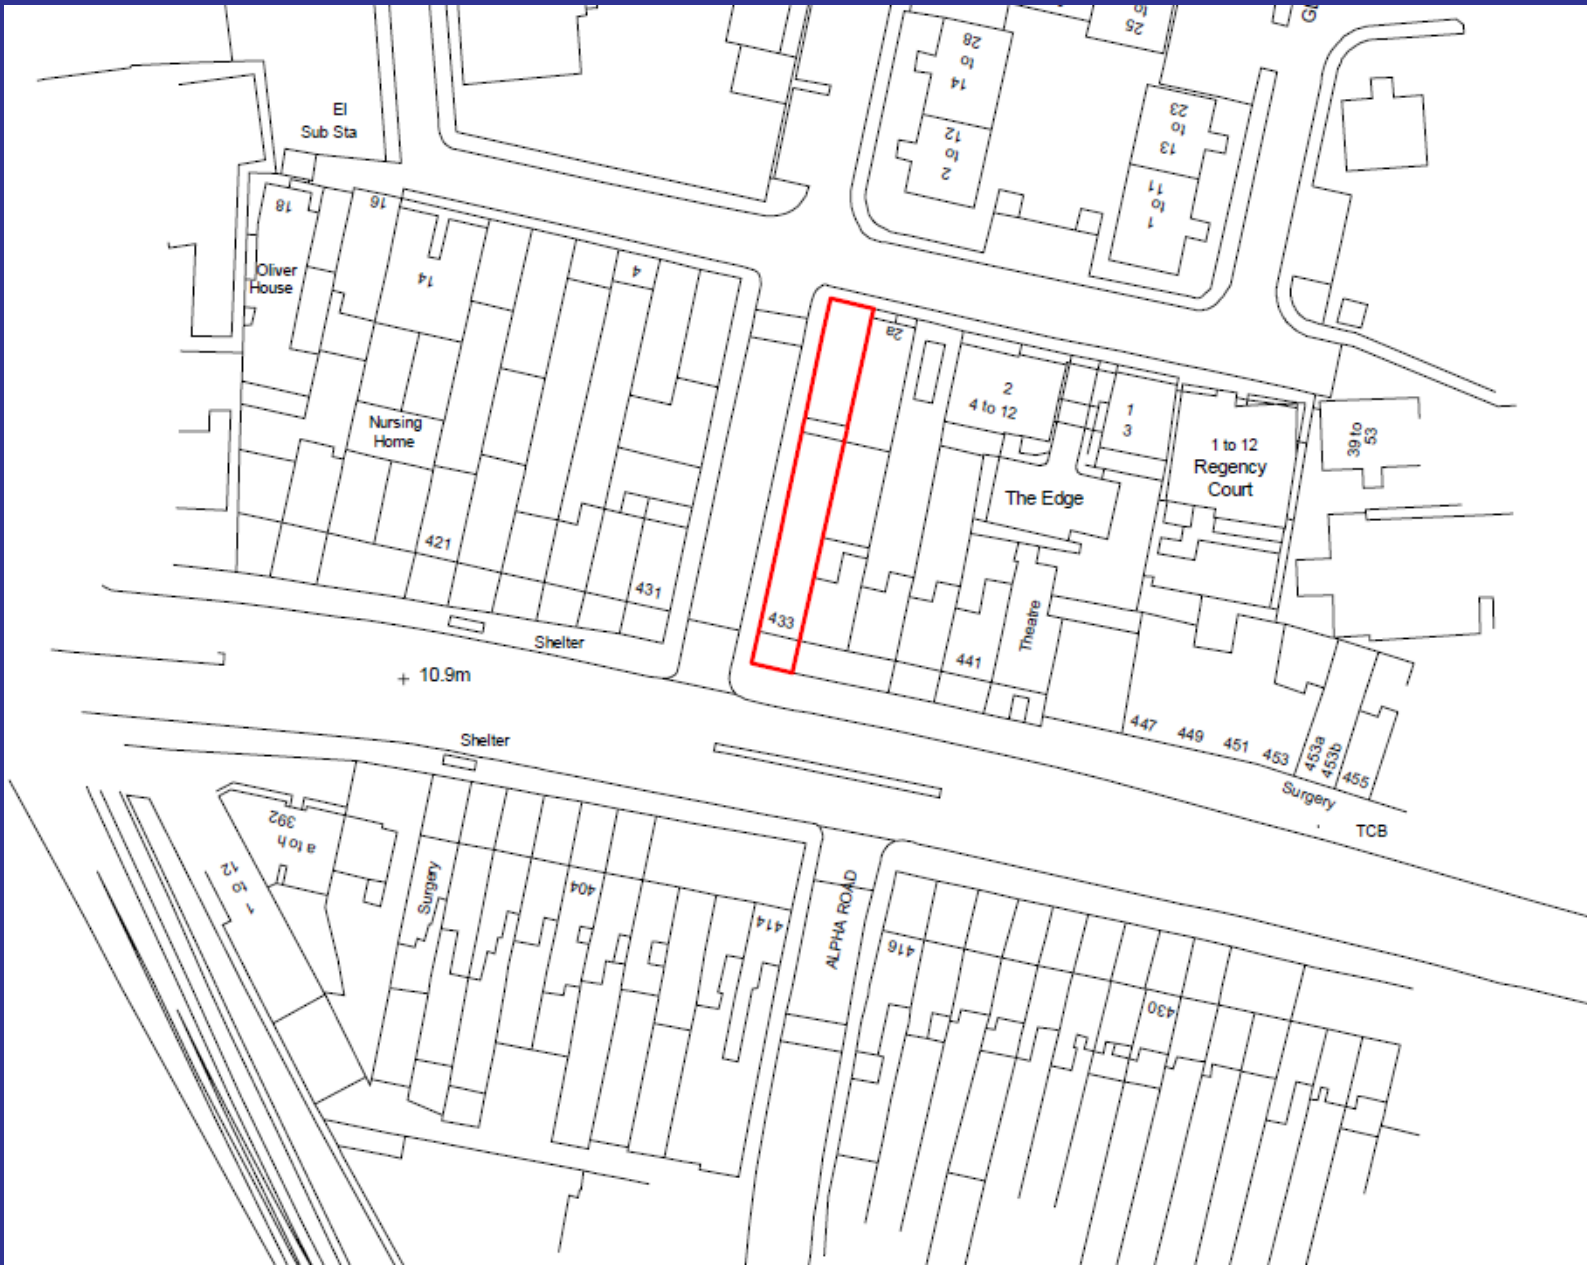 25
to
GL
28
to
14
12
to
2
23
to
13
11
to
1
El
Sub Sta
18
16
14
4
Oliver
House
2a
2
4 to 12
1
3
1 to 12
Regency
Court
39 to
53
Nursing
Home
The Edge
421
431
433
441
Theatre
Shelter
10.9m
447
449
451
453
453a
453b
455
Surgery
TCB
Shelter
392
a to h
1 to 12
Surgery
404
414
ALPHA ROAD
416
430